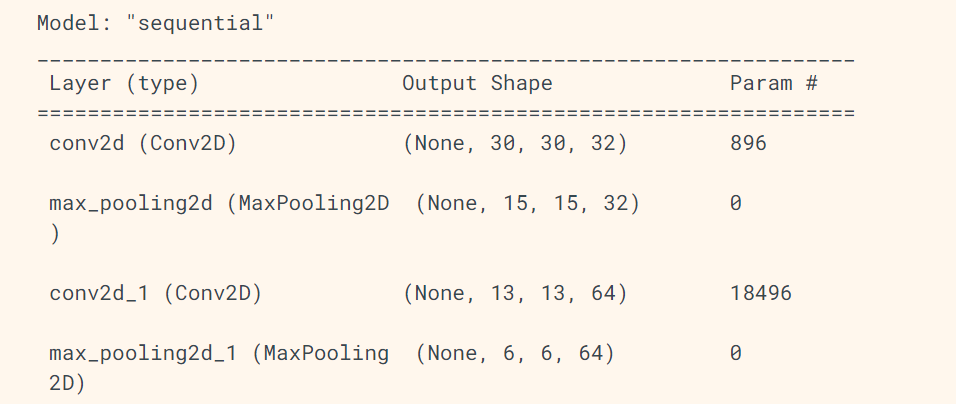 Model: "sequential"
_________________________________________________________________
Layer (type) Output Shape Param #
=================================================================
conv2d (Conv2D) (None, 30, 30, 32) 896
max_pooling2d (MaxPooling2D (None, 15, 15, 32) 0
)
conv2d_1 (Conv2D) (None, 13, 13, 64) 18496
max_pooling2d_1 (MaxPooling (None, 6, 6, 64) 0
2D)